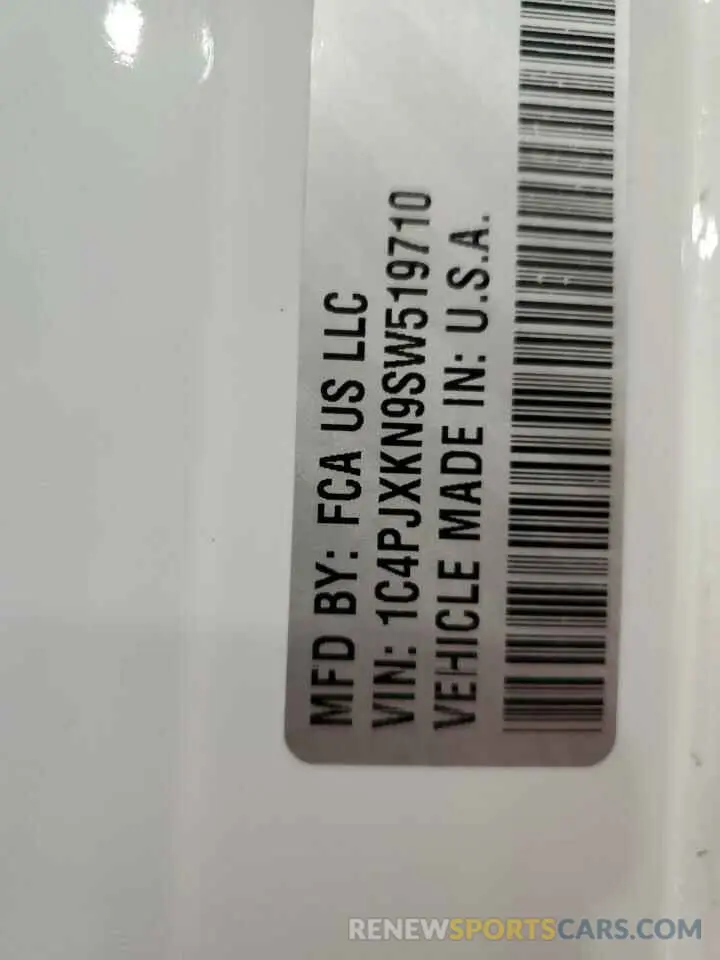 MFD BY: FCA US LLC
VIN: 1C4PJXKN9SW519710
VEHICLE MADE IN: U.S.A.
RENEWSPORTSCARS.COM